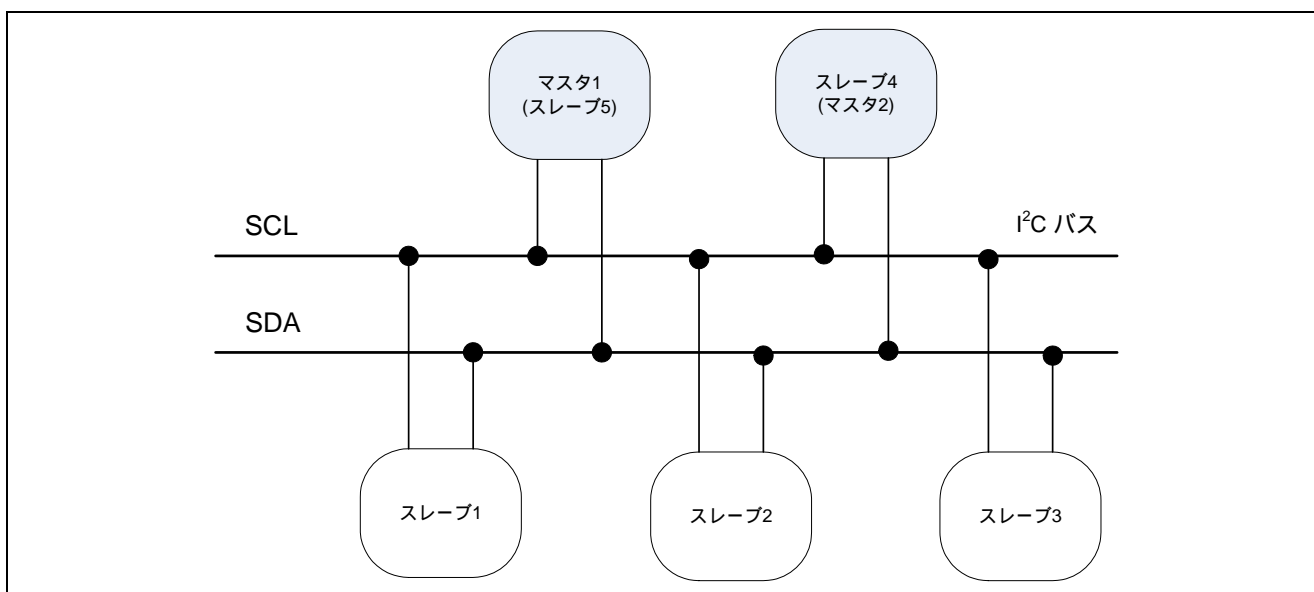 マスタ1
(スレーブ5)
スレーブ4
(マスタ2)
SCL
I²C バス
SDA
スレーブ1
スレーブ2
スレーブ3